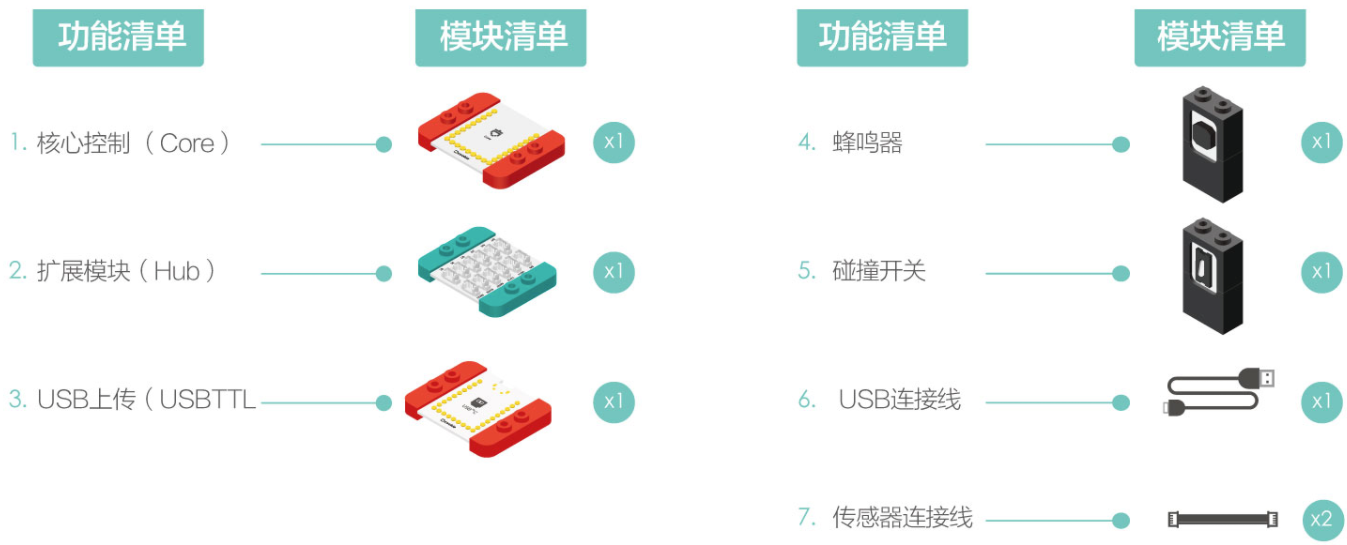 功能清单 模块清单
1. 核心控制（Core） x1
2. 扩展模块（Hub） x1
3. USB上传（USBTTL x1
功能清单 模块清单
4. 蜂鸣器 x1
5. 碰撞开关 x1
6. USB连接线 x1
7. 传感器连接线 x2